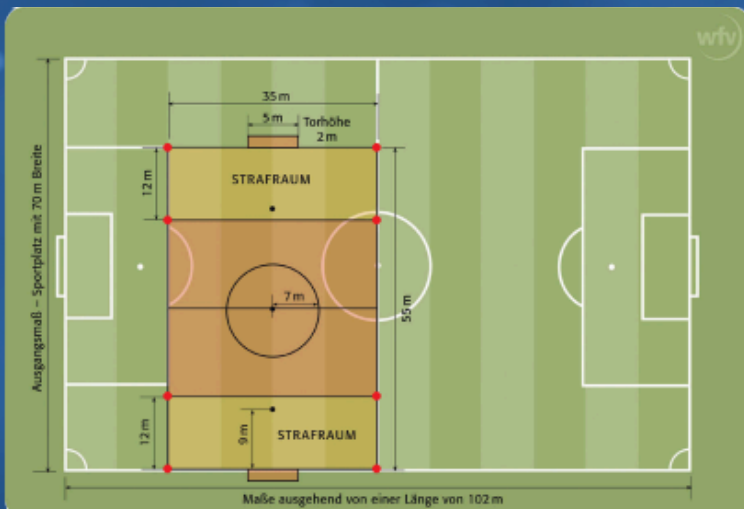 wfv
35 m
5 m
Torhöhe
2 m
12 m
STRAFRAUM
Ausgangsmaß – Sportplatz mit 70 m Breite
7 m
55 m
12 m
9 m
STRAFRAUM
Maße ausgehend von einer Länge von 102 m